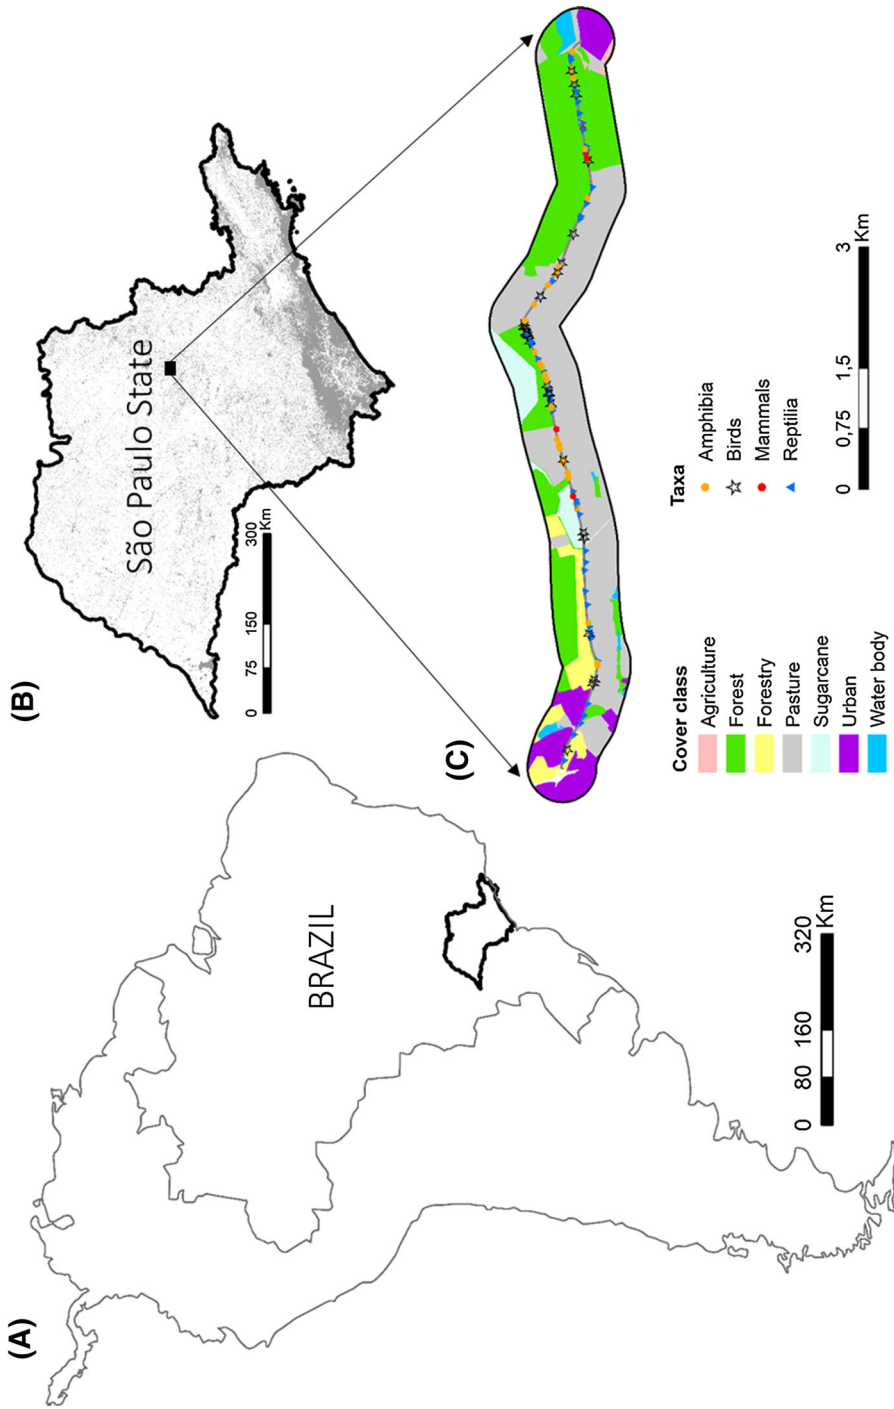 (A)
BRAZIL
0 80 160 320
Km
(B)
São Paulo State
0 75 150 300
Km
(C)
Cover class
Agriculture
Forest
Forestry
Pasture
Sugarcane
Urban
Water body
Taxa
Amphibia
Birds
Mammals
Reptilia
0 0,75 1,5 3
Km